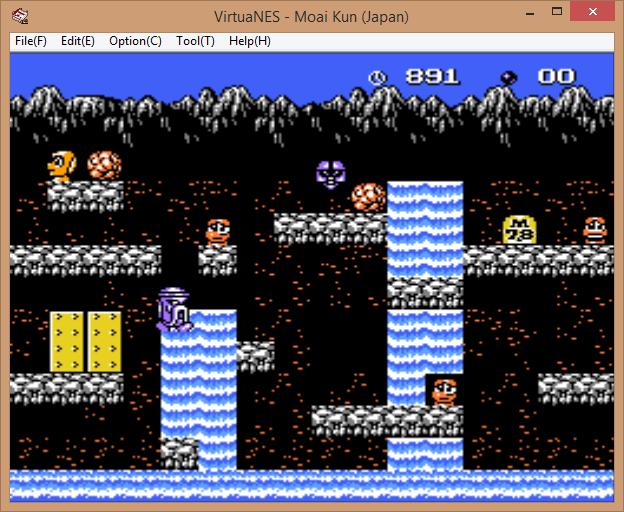 VirtuaNES - Moai Kun (Japan)
File(F) Edit(E) Option(C) Tool(T) Help(H)
891 00
M
78